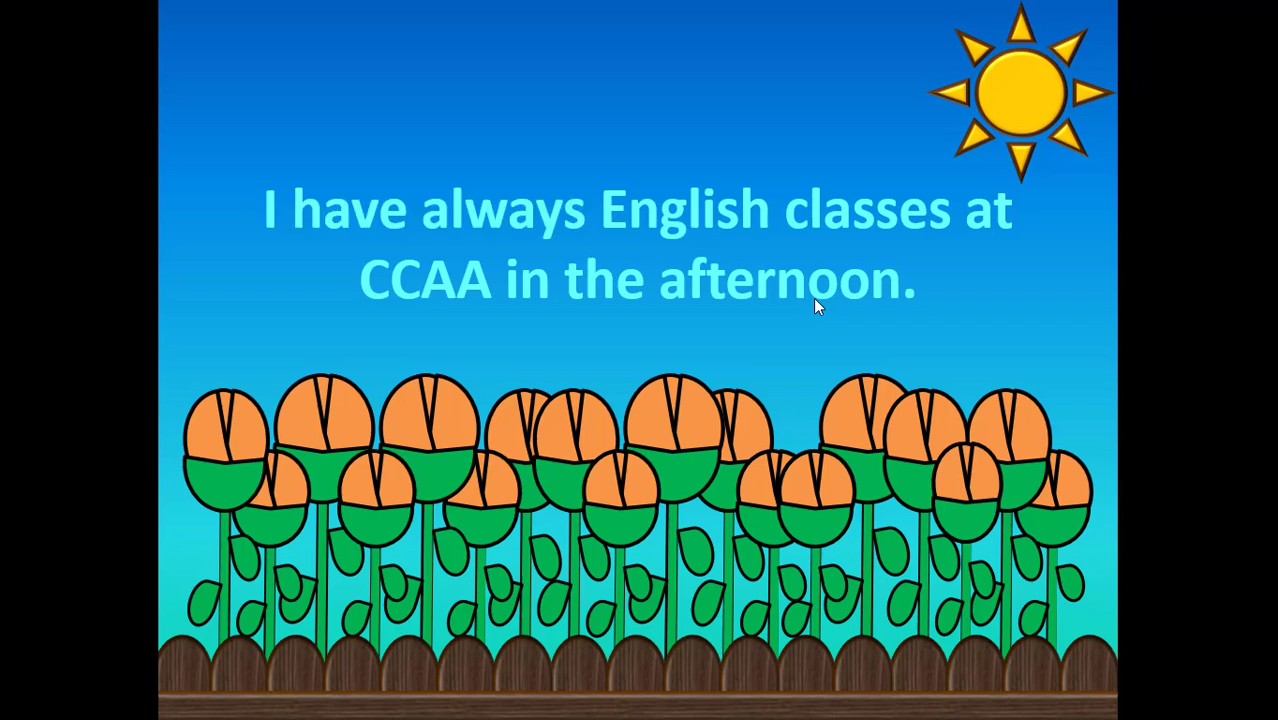 I have always English classes at
CCAA in the afternoon.